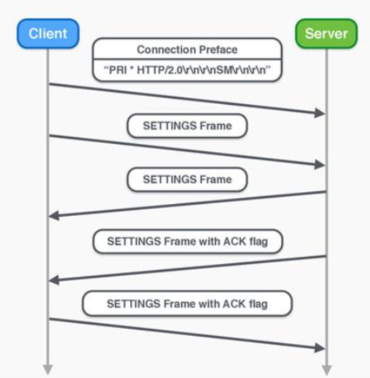 Client
Server
Connection Preface
"PRI * HTTP/2.0\r\n\r\nSM\r\n\r\n"
SETTINGS Frame
SETTINGS Frame
SETTINGS Frame with ACK flag
SETTINGS Frame with ACK flag